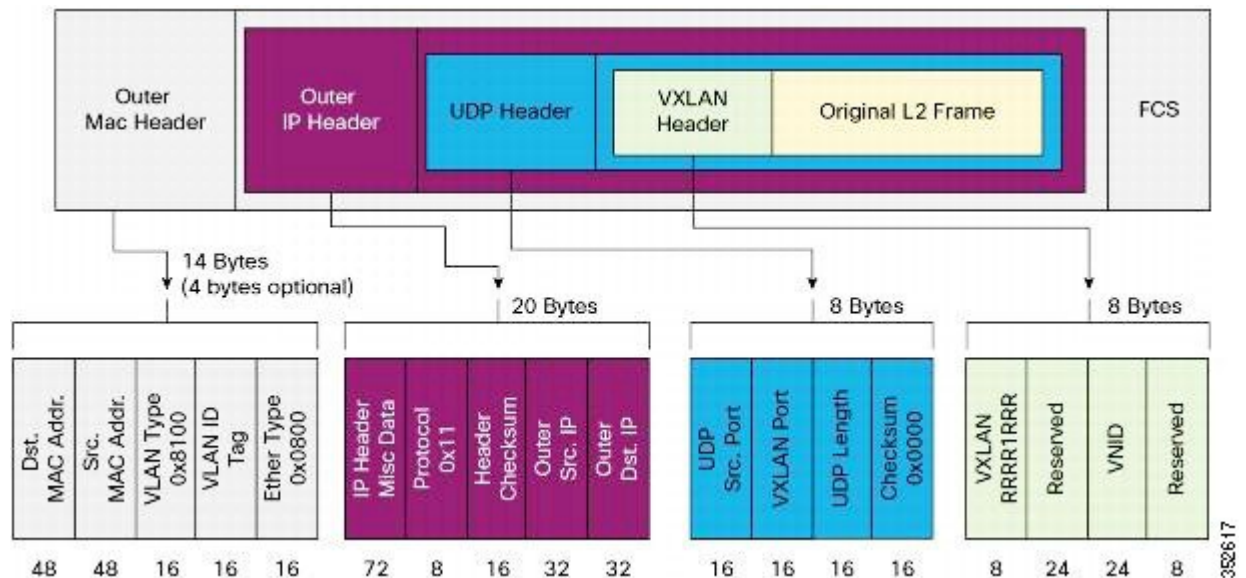 Outer
Mac Header
Outer
IP Header
UDP Header
VXLAN
Header
Original L2 Frame
FCS
14 Bytes
(4 bytes optional)
20 Bytes
8 Bytes
8 Bytes
Dst.
MAC Addr.
Src.
MAC Addr.
VLAN Type
0x8100
VLAN ID
Tag
Ether Type
0x0800
IP Header
Misc Data
Protocol
0x11
Header
Checksum
Outer
Src. IP
Outer
Dst. IP
UDP
Src. Port
VXLAN Port
UDP Length
Checksum
0x0000
VXLAN
RRRR1RRR
Reserved
VNID
Reserved
48 48 16 16 16 72 8 16 32 32 16 16 16 16 8 24 24 8
352617